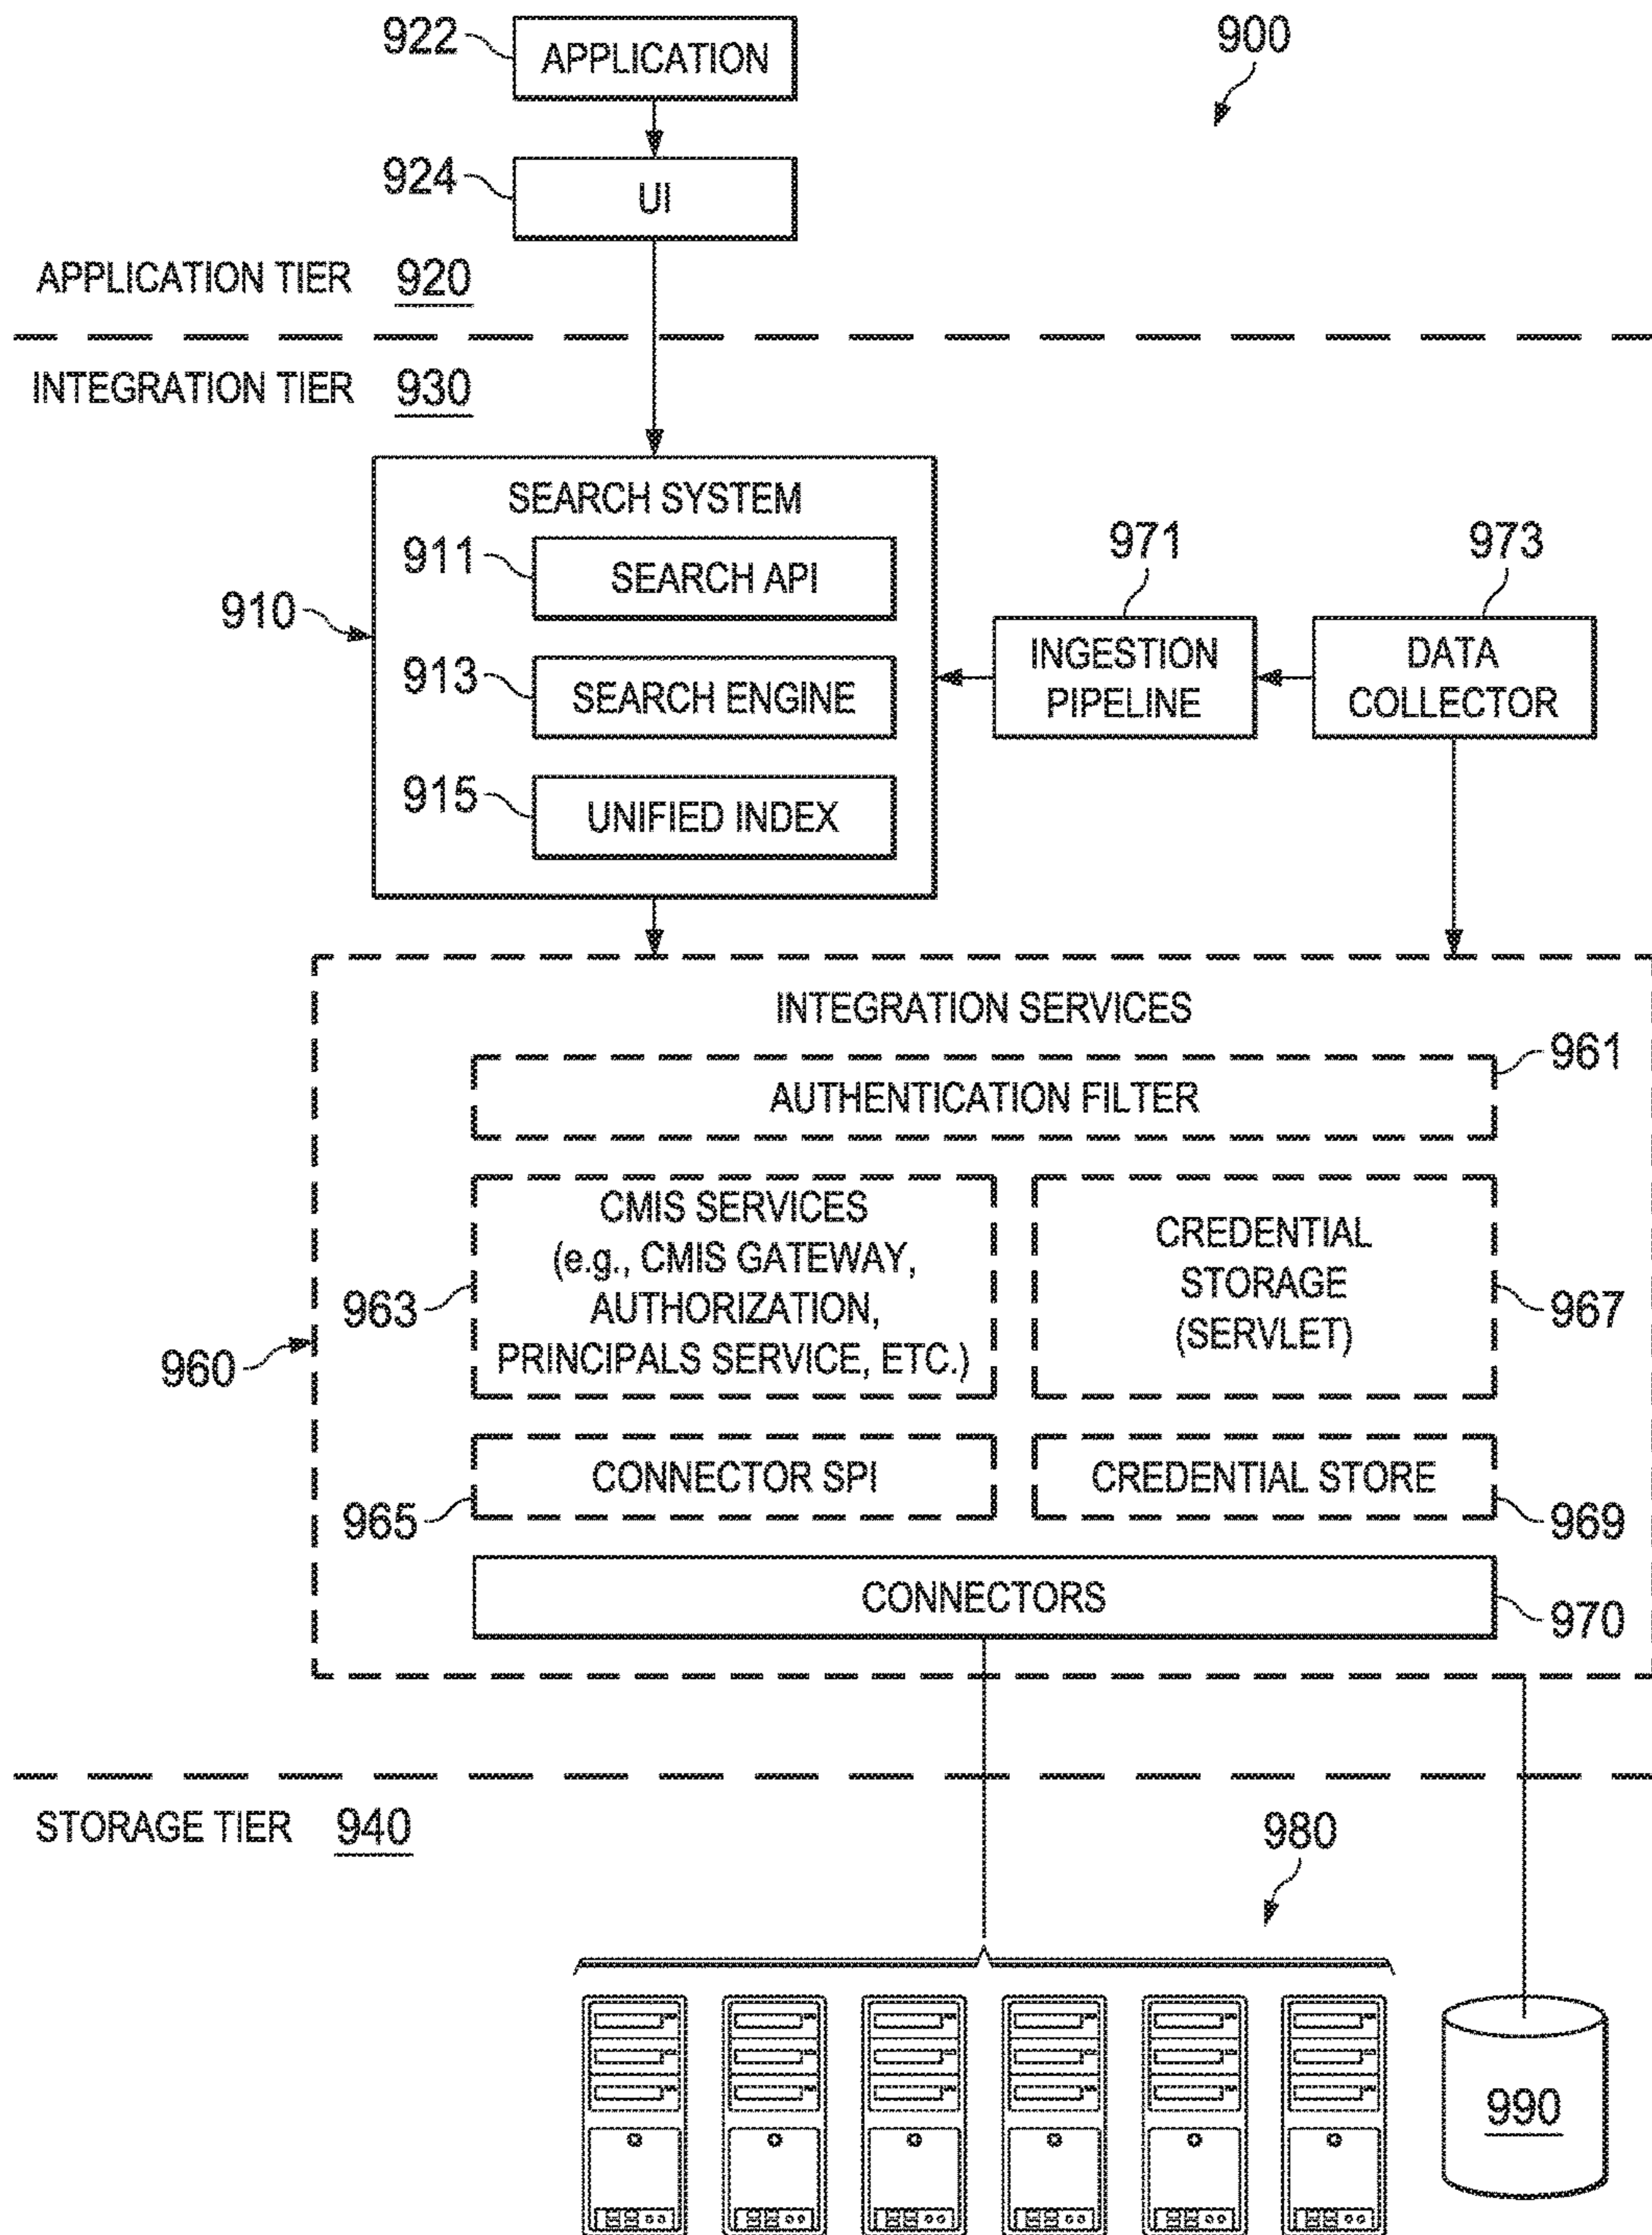 922
APPLICATION
900
924
UI
APPLICATION TIER 920
INTEGRATION TIER 930
SEARCH SYSTEM
911
SEARCH API
910
913
SEARCH ENGINE
915
UNIFIED INDEX
971
INGESTION
PIPELINE
973
DATA
COLLECTOR
INTEGRATION SERVICES
961
AUTHENTICATION FILTER
963
CMIS SERVICES
(e.g., CMIS GATEWAY,
AUTHORIZATION,
PRINCIPALS SERVICE, ETC.)
960
CREDENTIAL
STORAGE
(SERVLET)
967
CONNECTOR SPI
965
CREDENTIAL STORE
969
CONNECTORS
970
STORAGE TIER 940
980
990